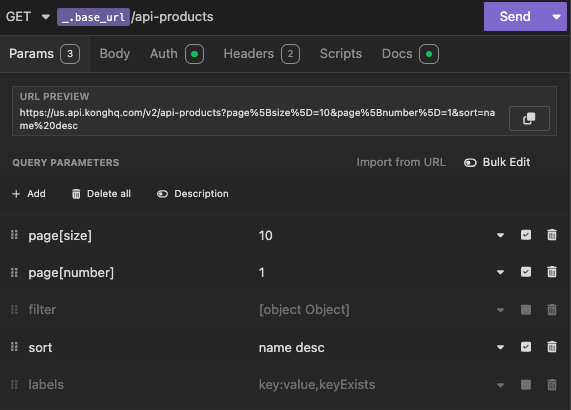 GET _.base_url /api-products Send
Params 3 Body Auth Headers 2 Scripts Docs
URL PREVIEW
https://us.api.konghq.com/v2/api-products?page%5Bsize%5D=10&page%5Bnumber%5D=1&sort=na
me%20desc
QUERY PARAMETERS Import from URL Bulk Edit
+ Add Delete all Description
page[size] 10
page[number] 1
filter [object Object]
sort name desc
labels key:value,keyExists